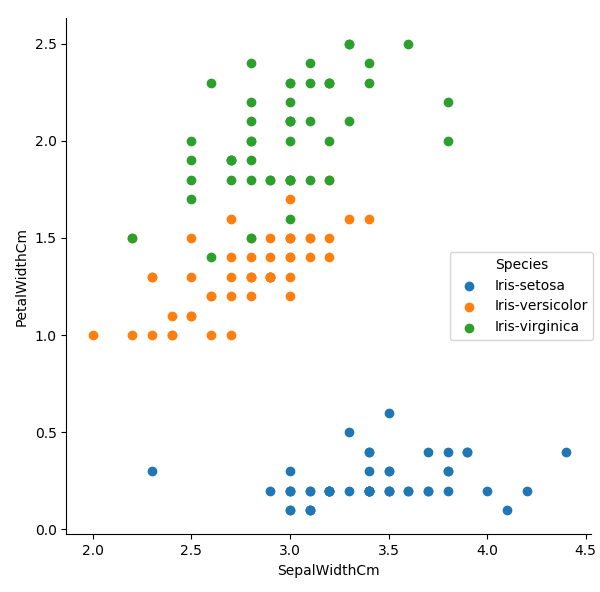 2.5
2.0
1.5
1.0
0.5
0.0
PetalWidthCm
2.0 2.5 3.0 3.5 4.0 4.5
SepalWidthCm
Species
Iris-setosa
Iris-versicolor
Iris-virginica